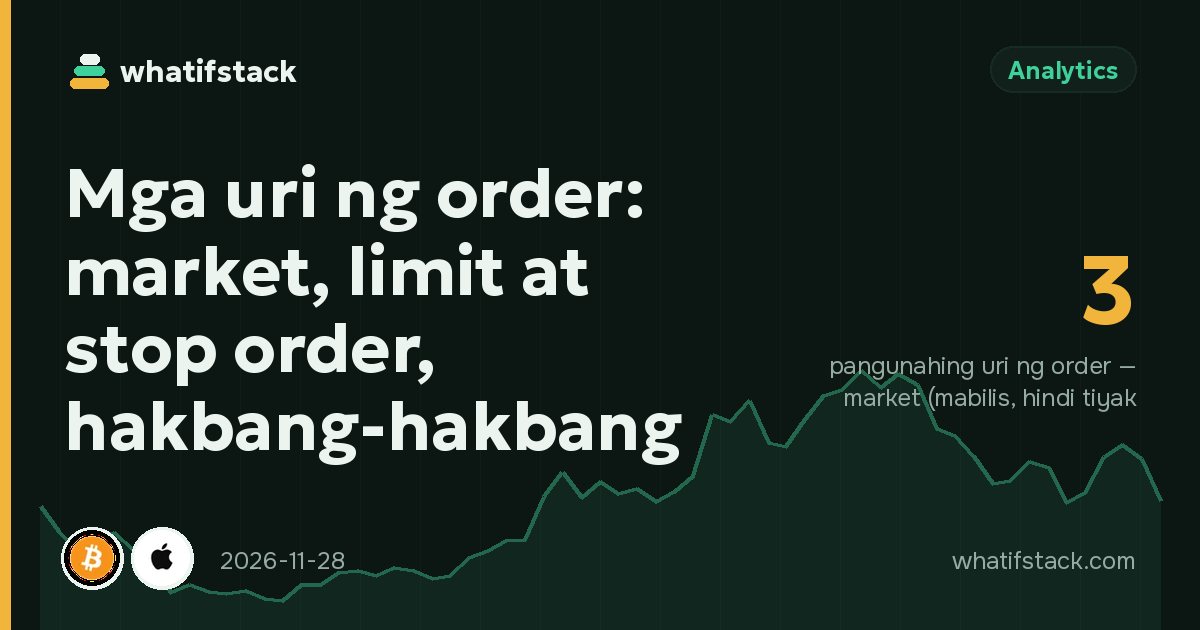 whatifstack
Analytics
Mga uri ng order:
market, limit at
stop order,
hakbang-hakbang
3
pangunahing uri ng order —
market (mabilis, hindi tiyak
2026-11-28
whatifstack.com